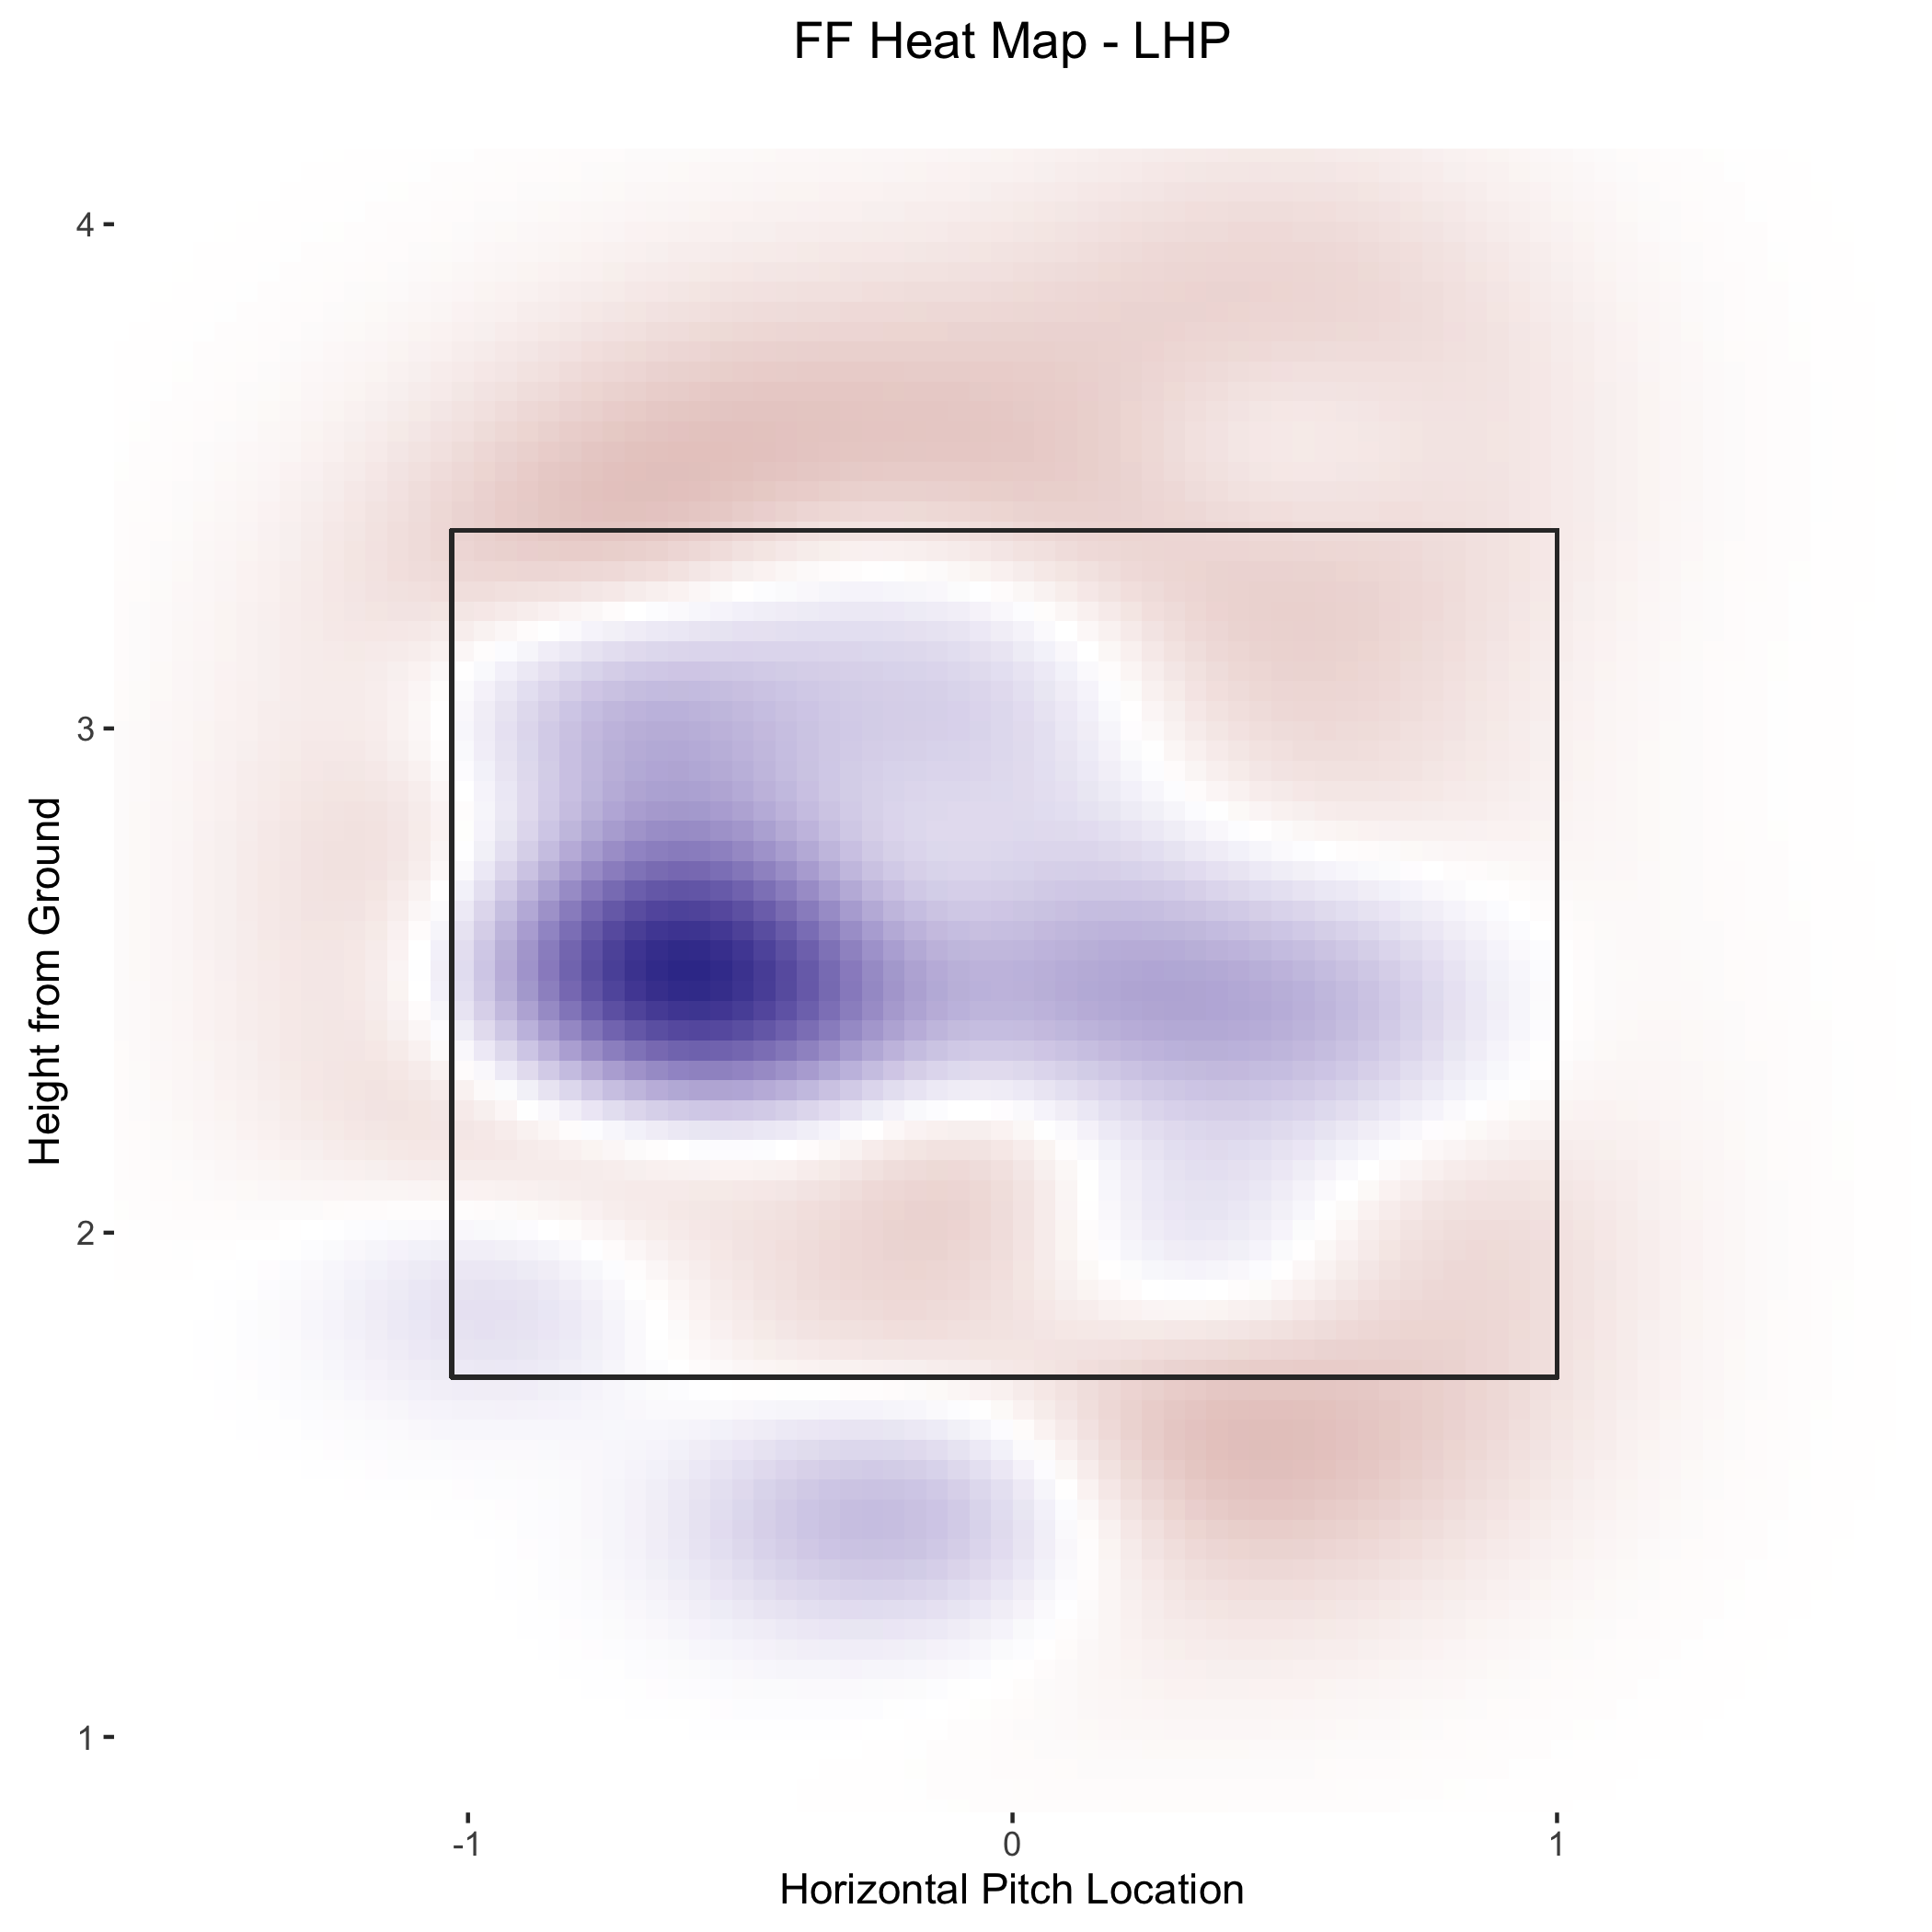 FF Heat Map - LHP
4
3
2
1
Height from Ground
-1 0 1
Horizontal Pitch Location